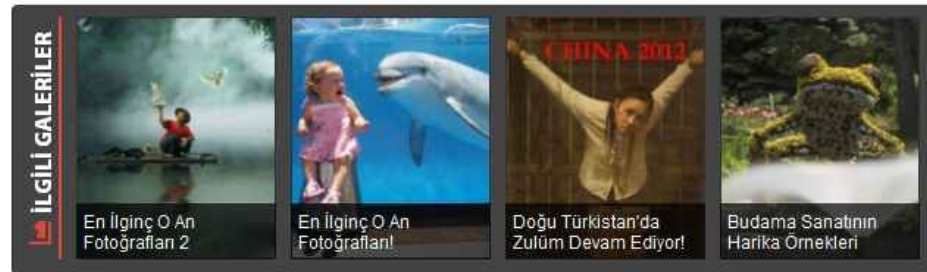 İLGİLİ GALERİLER
En İlginç O An
Fotoğrafları 2
En İlginç O An
Fotoğrafları!
CHINA 2012
Doğu Türkistan'da
Zulüm Devam Ediyor!
Budama Sanatının
Harika Örnekleri